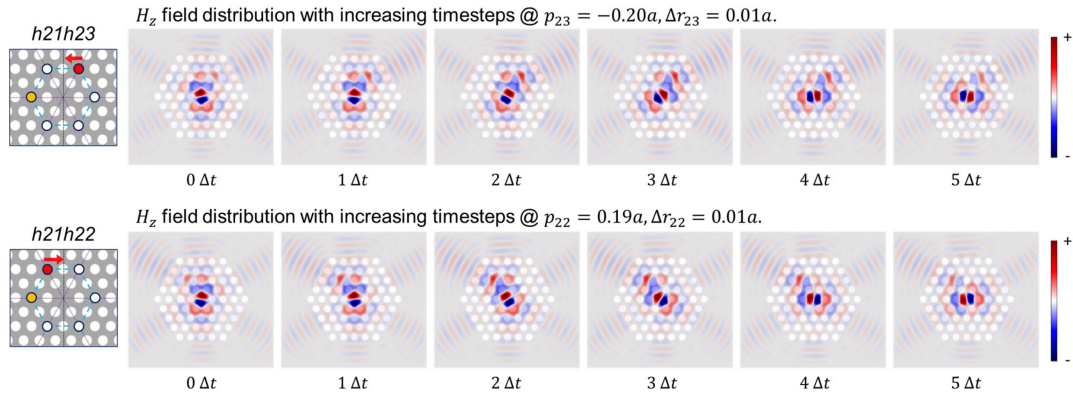 H_z field distribution with increasing timesteps @ p_23 = −0.20a, Δr_23 = 0.01a.
h21h23
+
-
0 Δt 1 Δt 2 Δt 3 Δt 4 Δt 5 Δt
H_z field distribution with increasing timesteps @ p_22 = 0.19a, Δr_22 = 0.01a.
h21h22
+
-
0 Δt 1 Δt 2 Δt 3 Δt 4 Δt 5 Δt